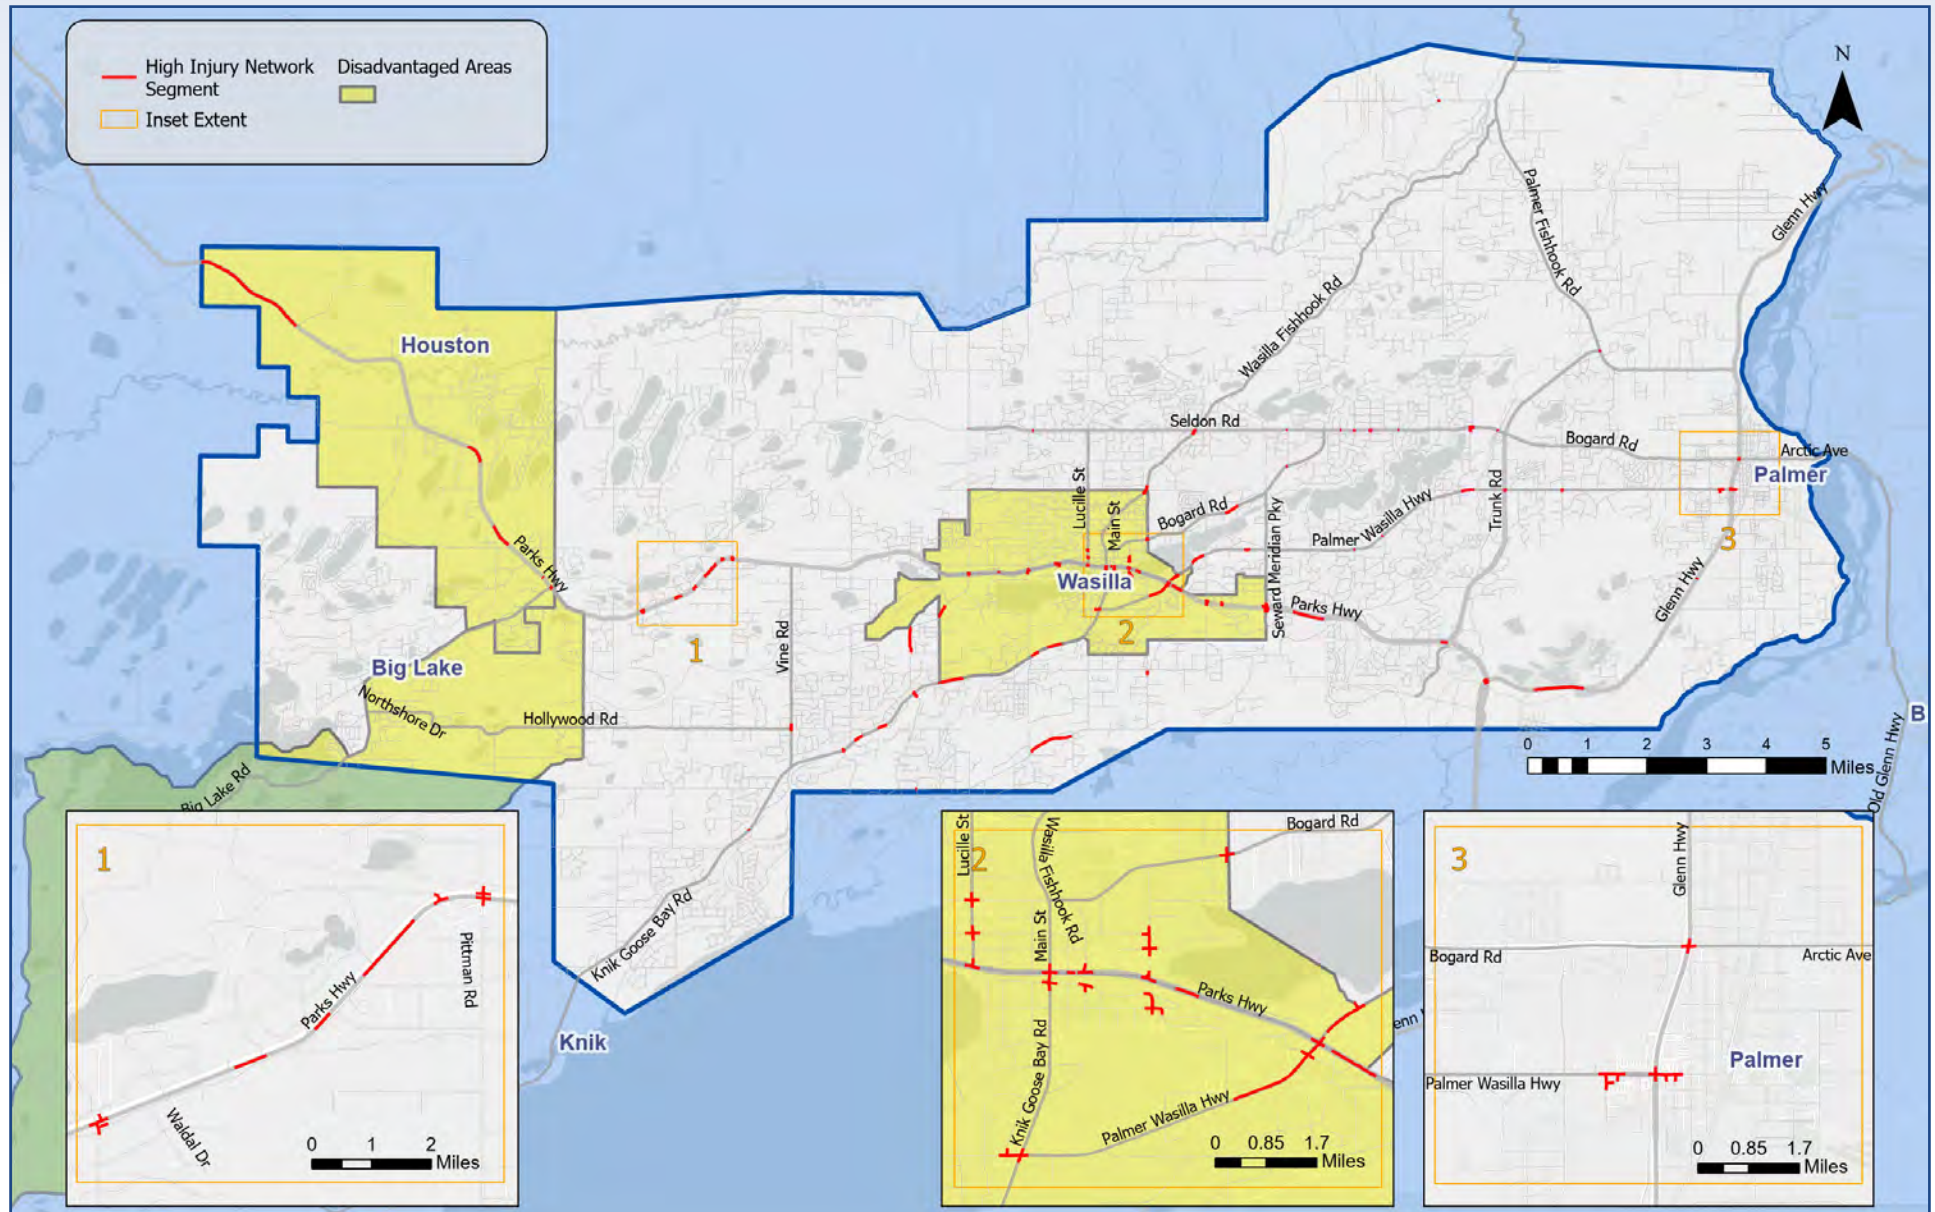 High Injury Network
Segment
Disadvantaged Areas
Inset Extent
N
Glenn Hwy
Palmer Fishhook Rd
Houston
Wasilla Fishhook Rd
Seldon Rd
Bogard Rd
Arctic Ave
Palmer
Lucille St
Main St
Bogard Rd
Seward Meridian Pky
Palmer Wasilla Hwy
Trunk Rd
3
Parks Hwy
Wasilla
Parks Hwy
Glenn Hwy
2
1
Vine Rd
Big Lake
Northshore Dr
Hollywood Rd
B
Old Glenn Hwy
0 1 2 3 4 5
Miles
Big Lake Rd
Knik Goose Bay Rd
Knik
1
Parks Hwy
Pittman Rd
Waldal Dr
0 1 2
Miles
2
Lucille St
Wasilla Fishhook Rd
Bogard Rd
Main St
Parks Hwy
Knik Goose Bay Rd
Palmer Wasilla Hwy
0 0.85 1.7
Miles
enn
3
Glenn Hwy
Bogard Rd
Arctic Ave
Palmer
Palmer Wasilla Hwy
0 0.85 1.7
Miles